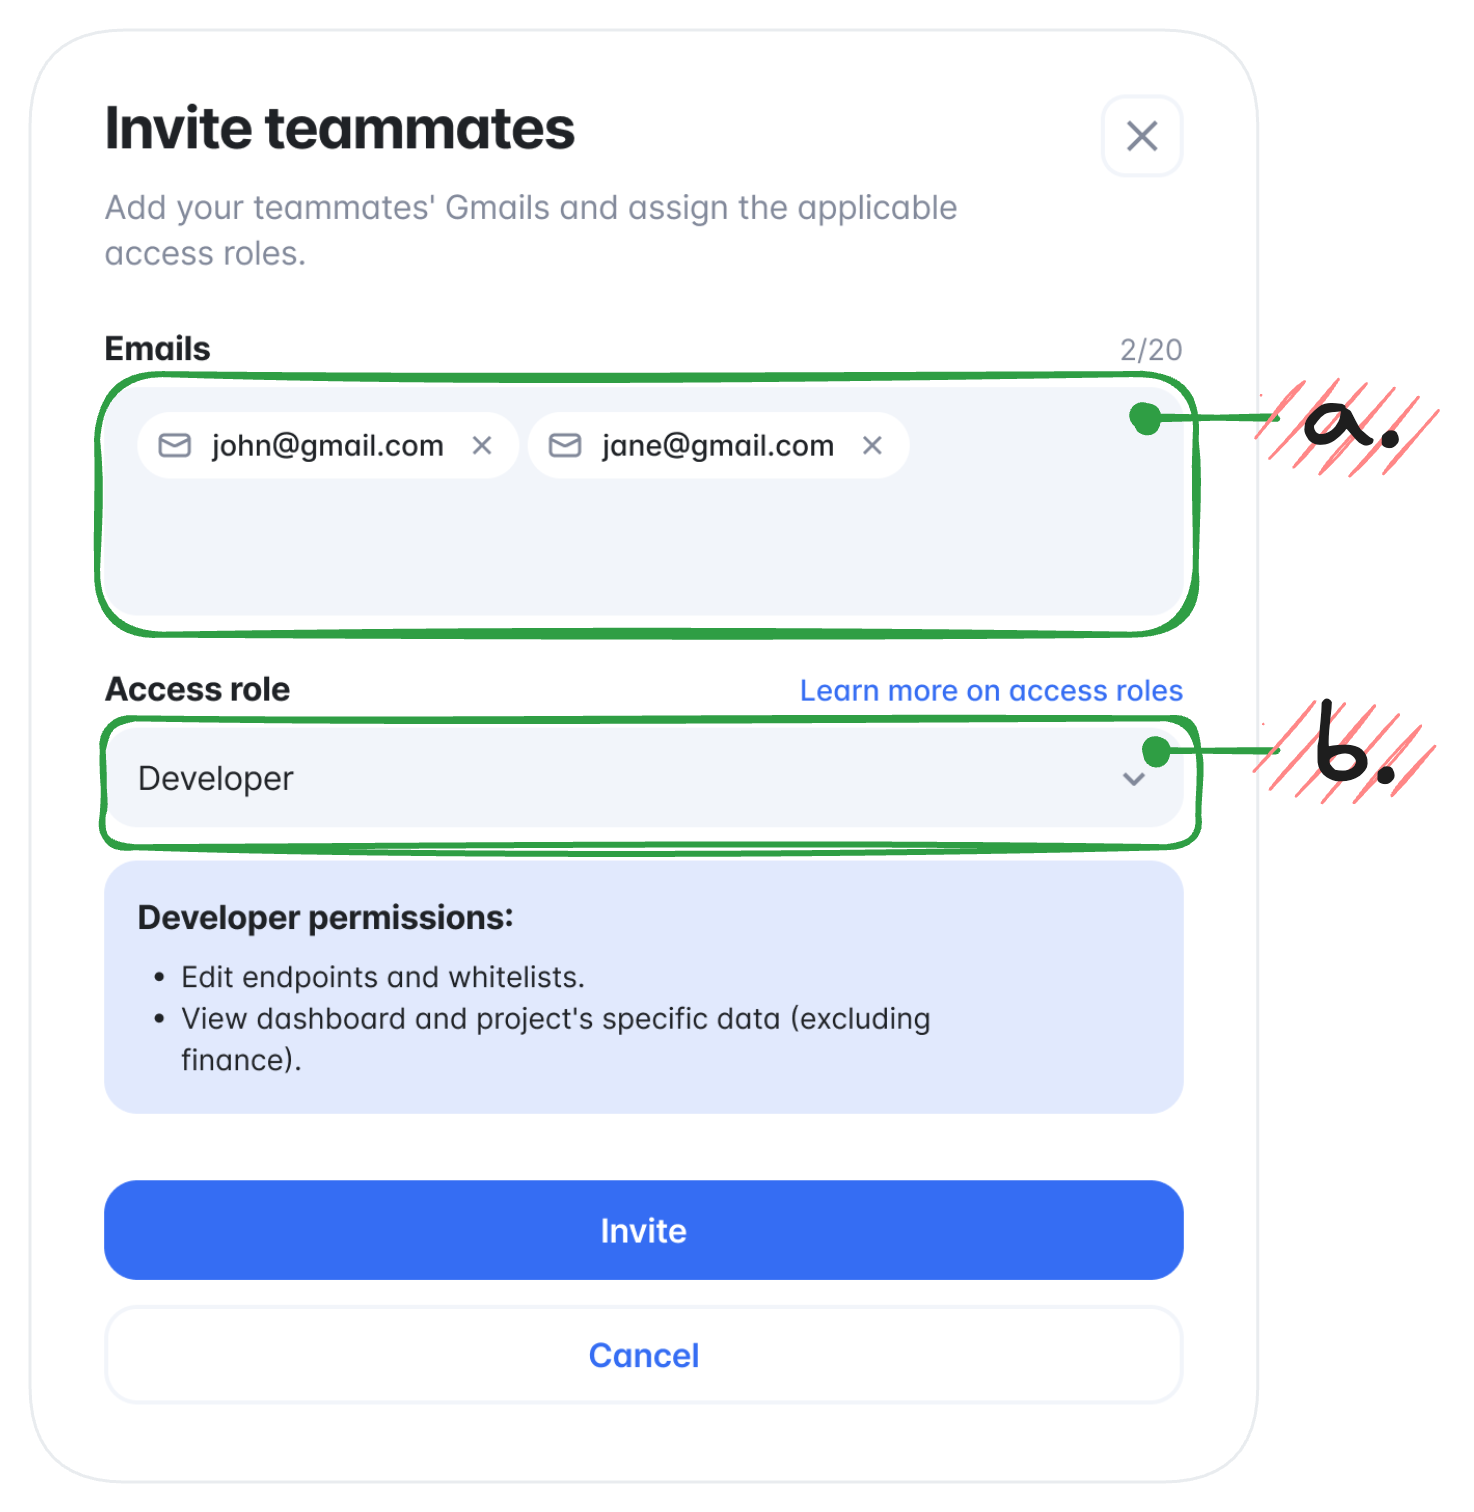 Invite teammates
Add your teammates' Gmails and assign the applicable
access roles.
Emails
2/20
john@gmail.com
jane@gmail.com
a.
Access role
Learn more on access roles
Developer
b.
Developer permissions:
• Edit endpoints and whitelists.
• View dashboard and project's specific data (excluding
finance).
Invite
Cancel